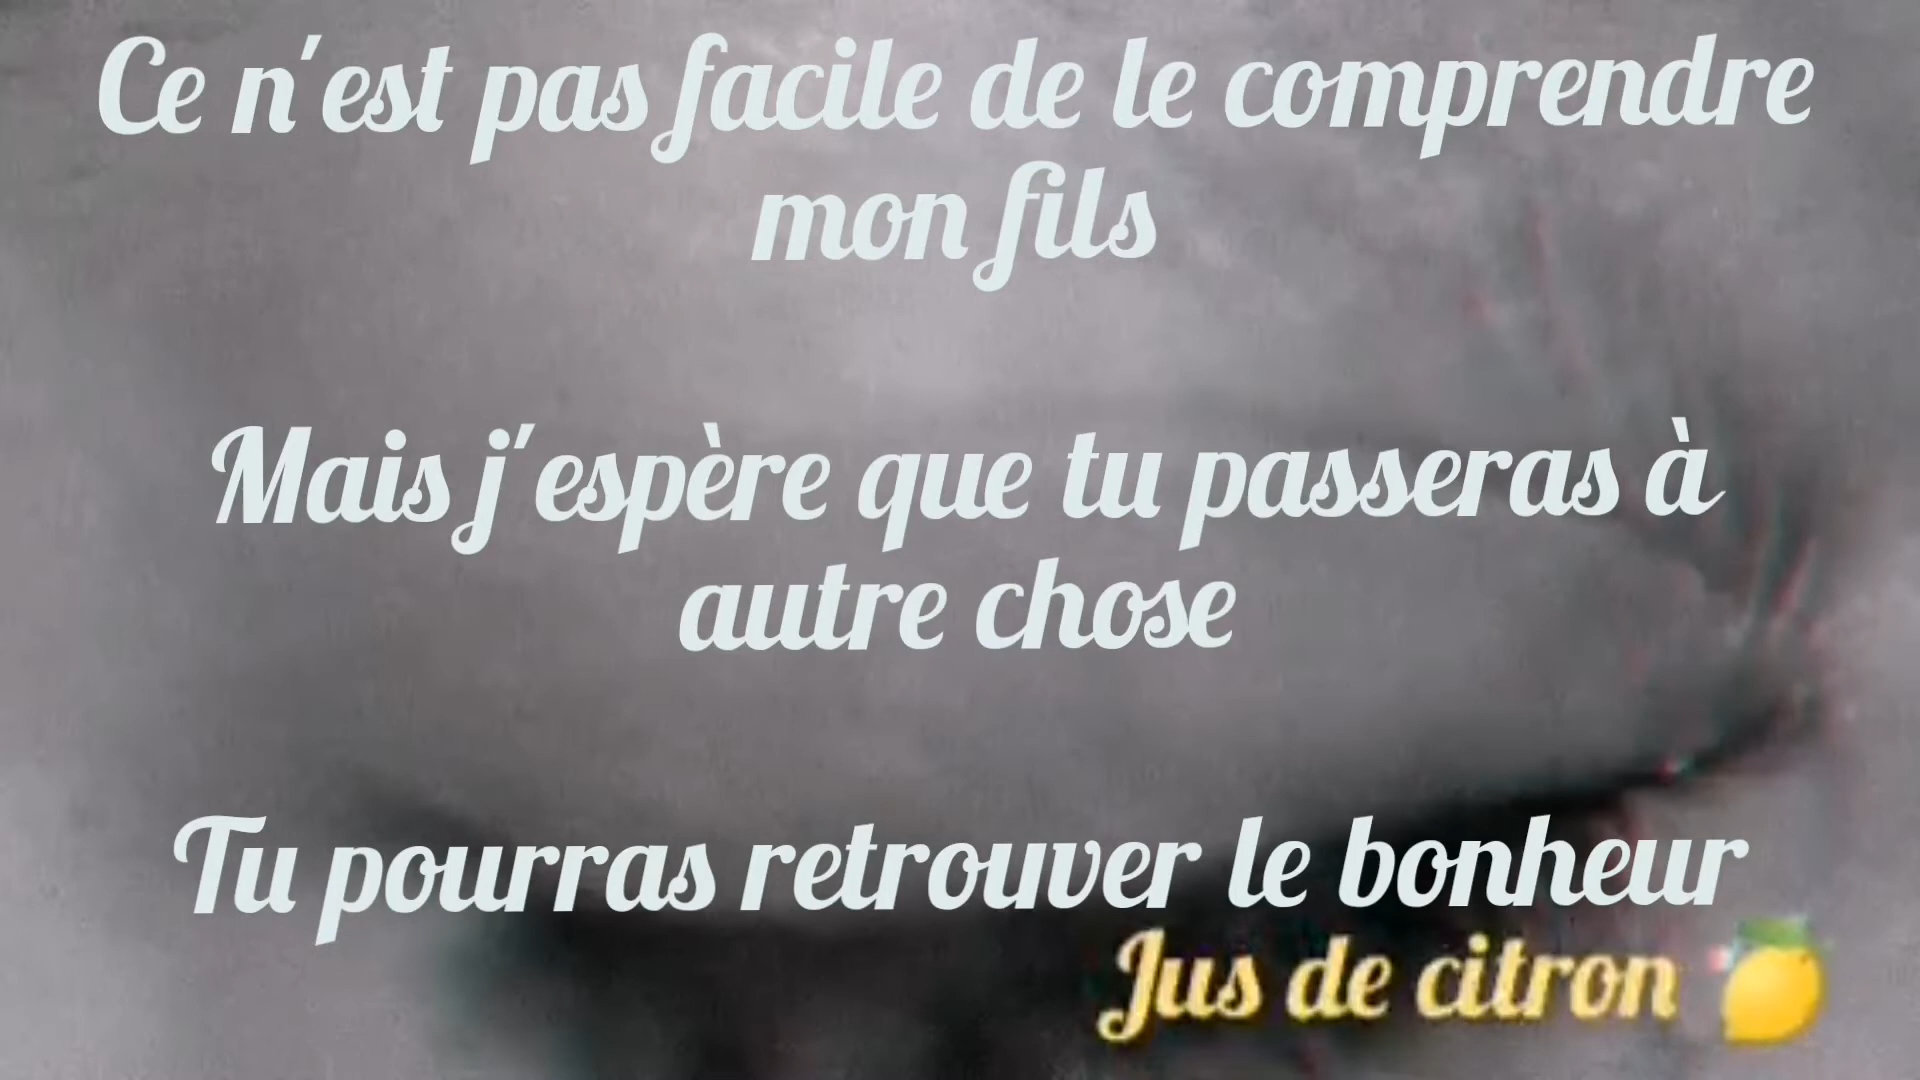 Ce n'est pas facile de le comprendre
mon fils
Mais j'espère que tu passeras à
autre chose
Tu pourras retrouver le bonheur
Jus de citron 🍋